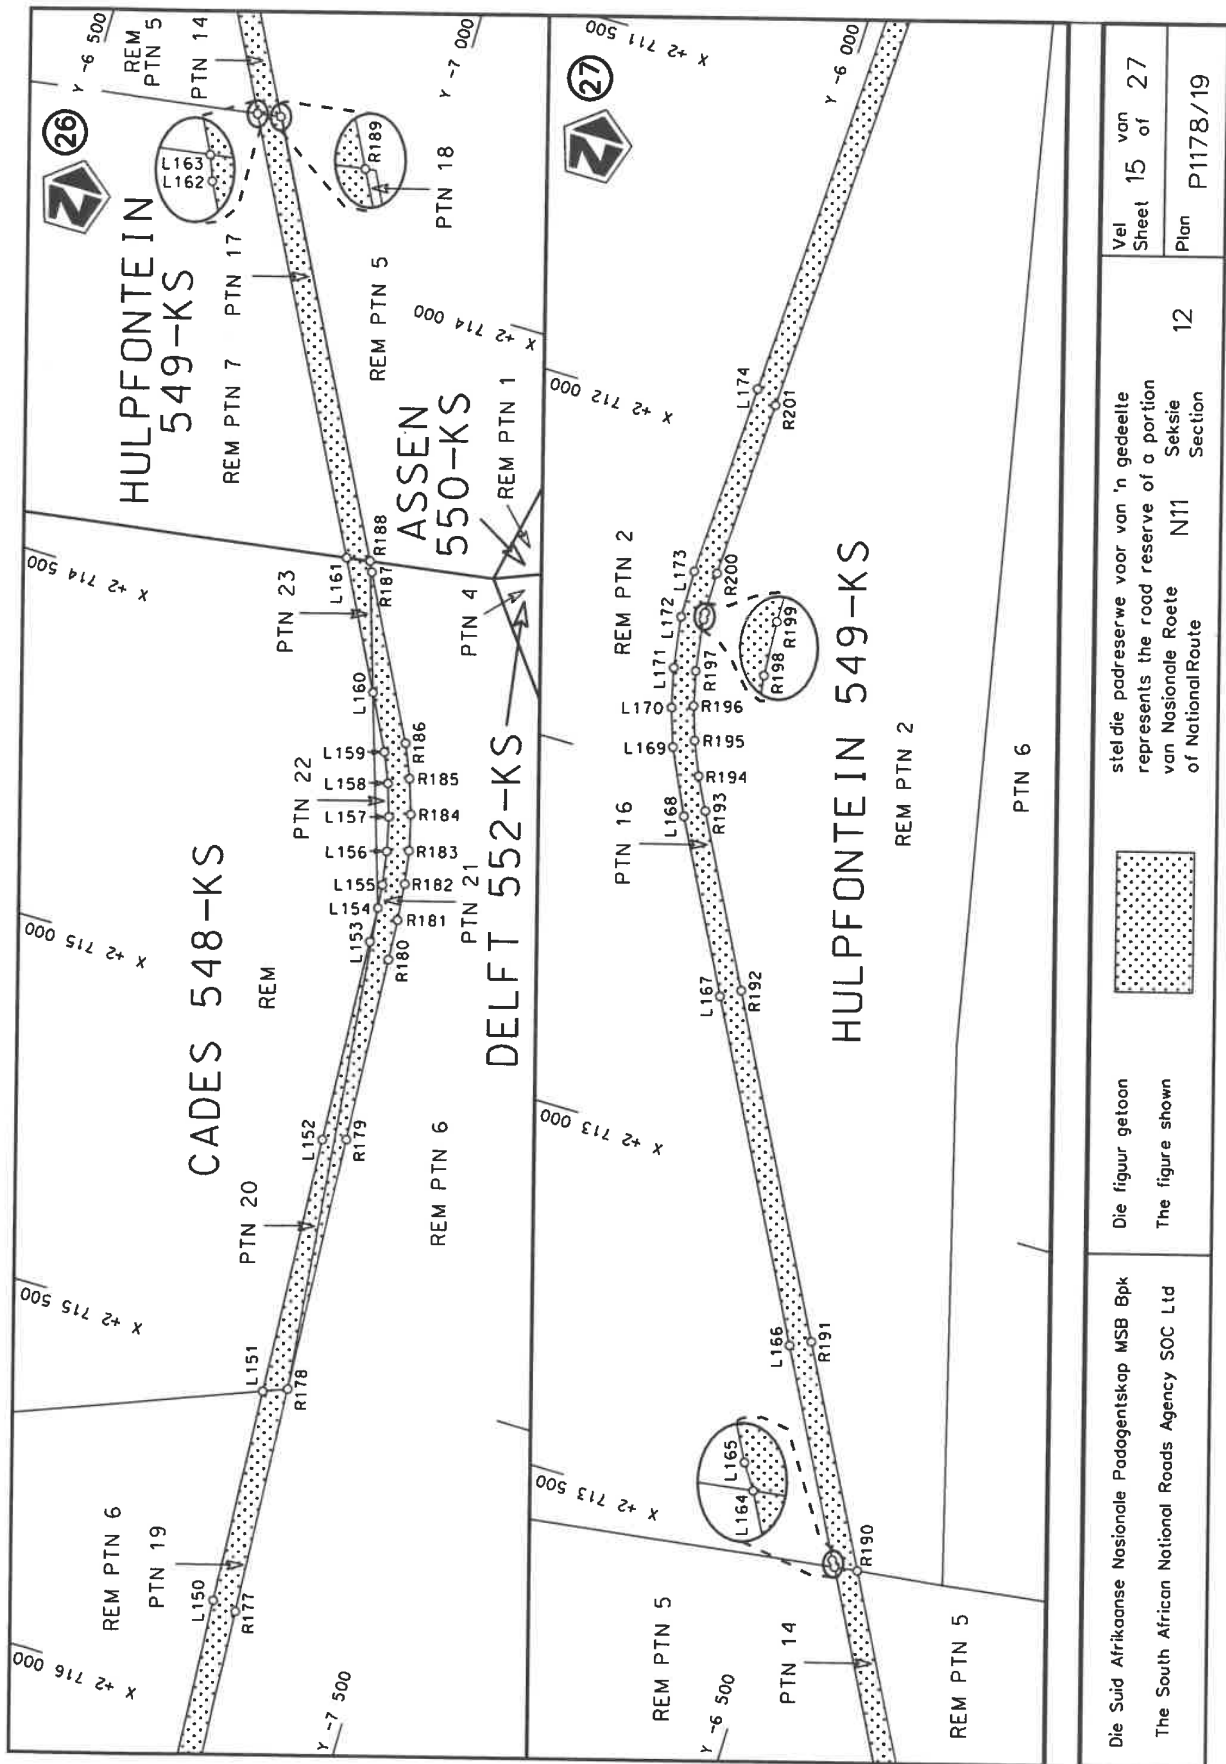 26
N
HULPFONTEIN
549-KS
REM PTN 7
PTN 17
REM
PTN 5
PTN 14
Y -6 500
Y -7 000
L163
L162
R189
PTN 18
REM PTN 5
X +2 714 000
ASSEN
550-KS
REM PTN 1
X +2 714 500
PTN 23
L161
R188
R187
PTN 4
DELFT 552-KS
CADES 548-KS
REM
PTN 22
L160
L159
L158
L157
L156
L155
L154
L153
R186
R185
R184
R183
R182
R181
R180
PTN 21
X +2 715 000
L152
R179
PTN 20
REM PTN 6
X +2 715 500
L151
R178
REM PTN 6
PTN 19
L150
R177
X +2 716 000
Y -7 500
27
N
X +2 711 500
Y -6 000
X +2 712 000
L174
R201
REM PTN 2
L173
L172
L171
L170
L169
L168
R200
R199
R198
R197
R196
R195
R194
R193
PTN 16
HULPFONTEIN 549-KS
REM PTN 2
PTN 6
L167
R192
X +2 713 000
L166
R191
L165
L164
X +2 713 500
R190
REM PTN 5
PTN 14
REM PTN 5
Y -6 500
Die Suid Afrikaanse Nasionale Padagentskap MSB Bpk
The South African National Roads Agency SOC Ltd
Die figuur getoon
The figure shown
stel die padreserwe voor van 'n gedeelte
represents the road reserve of a portion
van Nasionale Roete N11 Seksie 12
of National Route Section
Vel 15 van 27
Sheet of
Plan P1178/19